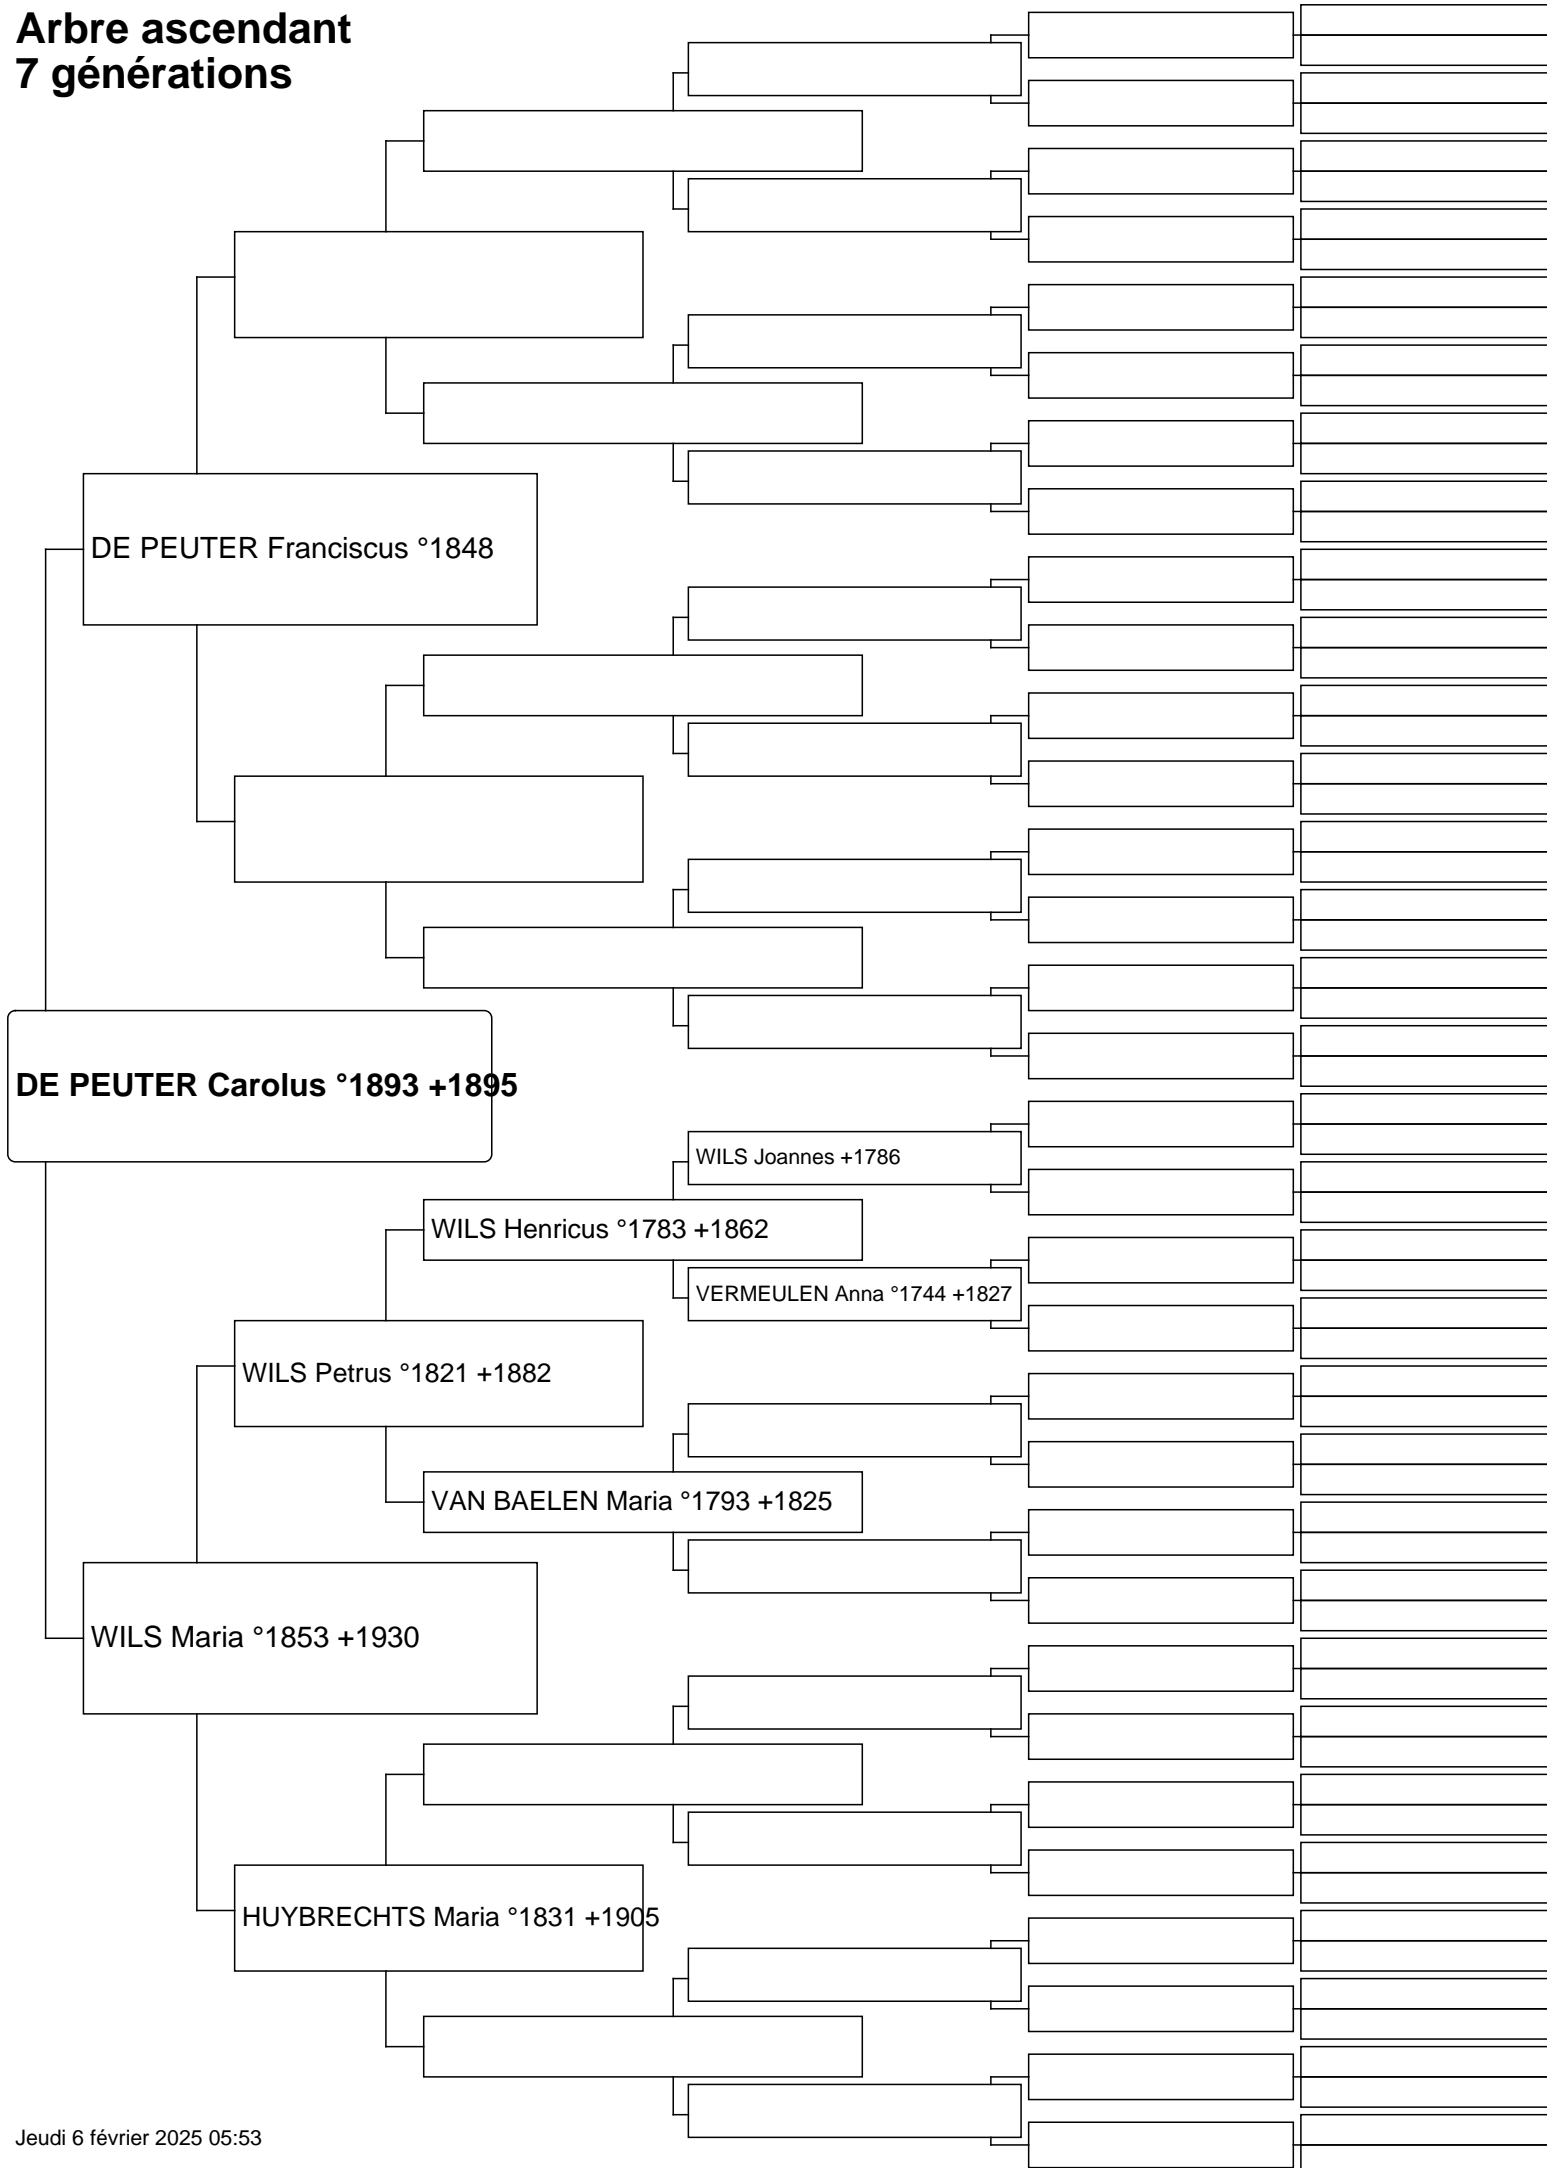 Arbre ascendant
7 générations
DE PEUTER Franciscus °1848
DE PEUTER Carolus °1893 +1895
WILS Joannes +1786
WILS Henricus °1783 +1862
VERMEULEN Anna °1744 +1827
WILS Petrus °1821 +1882
VAN BAELEN Maria °1793 +1825
WILS Maria °1853 +1930
HUYBRECHTS Maria °1831 +1905
Jeudi 6 février 2025 05:53